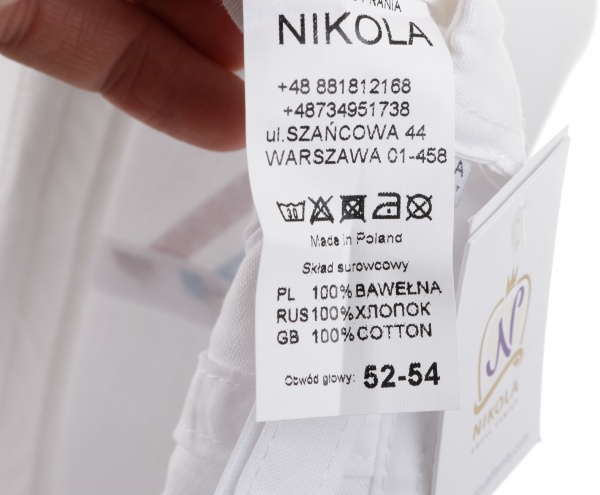 NIKOLA
+48 881812168
+48734951738
ul.SZAŃCOWA 44
WARSZAWA 01-458
30
Made in Poland
Skład surowcowy
PL 100% BAWEŁNA
RUS 100% ХЛОПОК
GB 100% COTTON
Obwód głowy: 52-54
N
NIKOLA